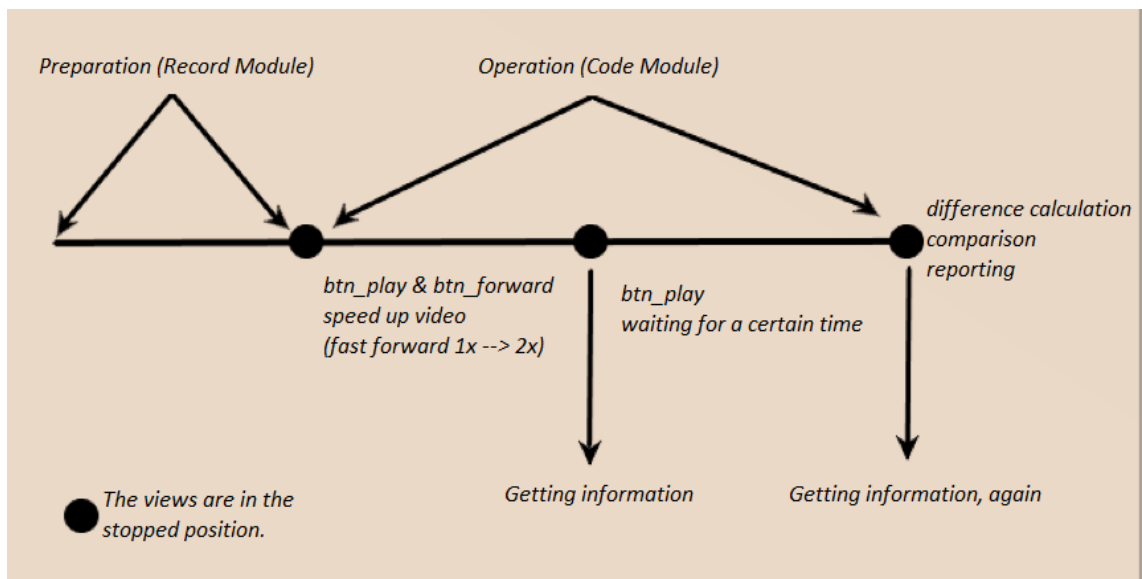 Preparation (Record Module)
Operation (Code Module)
difference calculation
comparison
reporting
btn_play & btn_forward
speed up video
(fast forward 1x --> 2x)
btn_play
waiting for a certain time
Getting information
Getting information, again
The views are in the
stopped position.